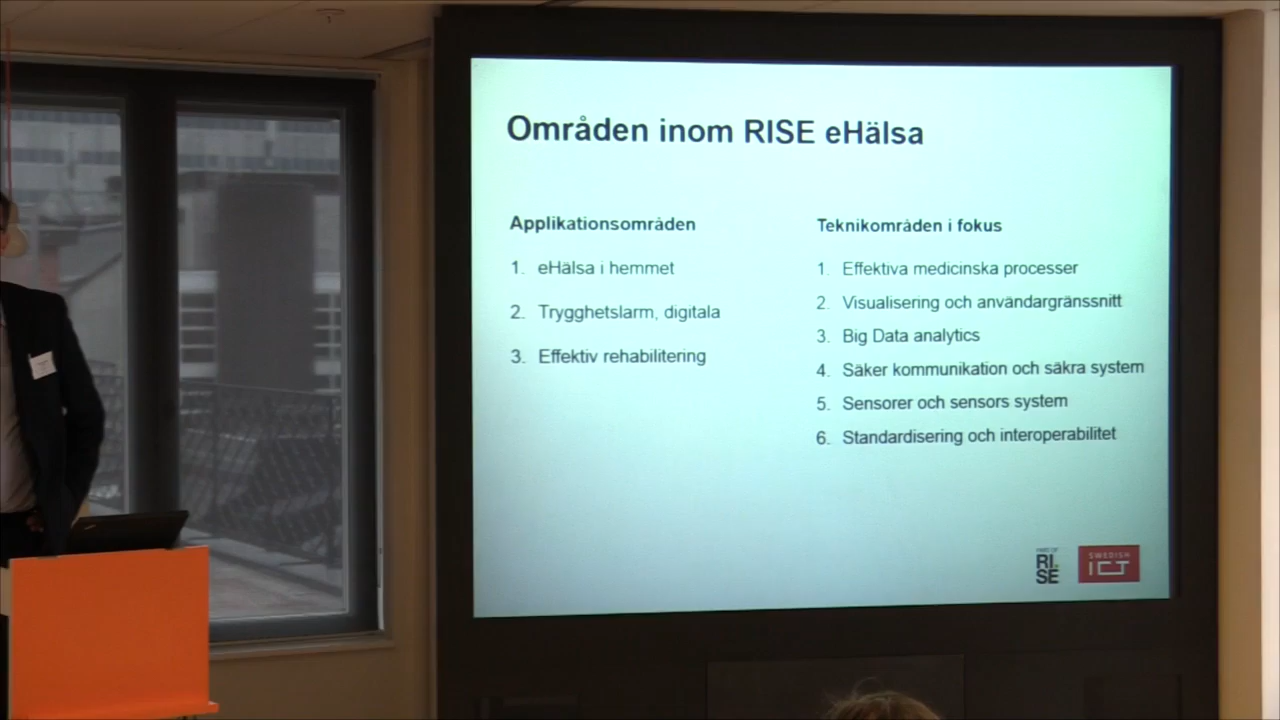 Områden inom RISE eHälsa
Applikationsområden
1. eHälsa i hemmet
2. Trygghetslarm, digitala
3. Effektiv rehabilitering
Teknikområden i fokus
1. Effektiva medicinska processer
2. Visualisering och användargränssnitt
3. Big Data analytics
4. Säker kommunikation och säkra system
5. Sensorer och sensors system
6. Standardisering och interoperabilitet
PART OF
RI.
SE
SWEDISH
ICT